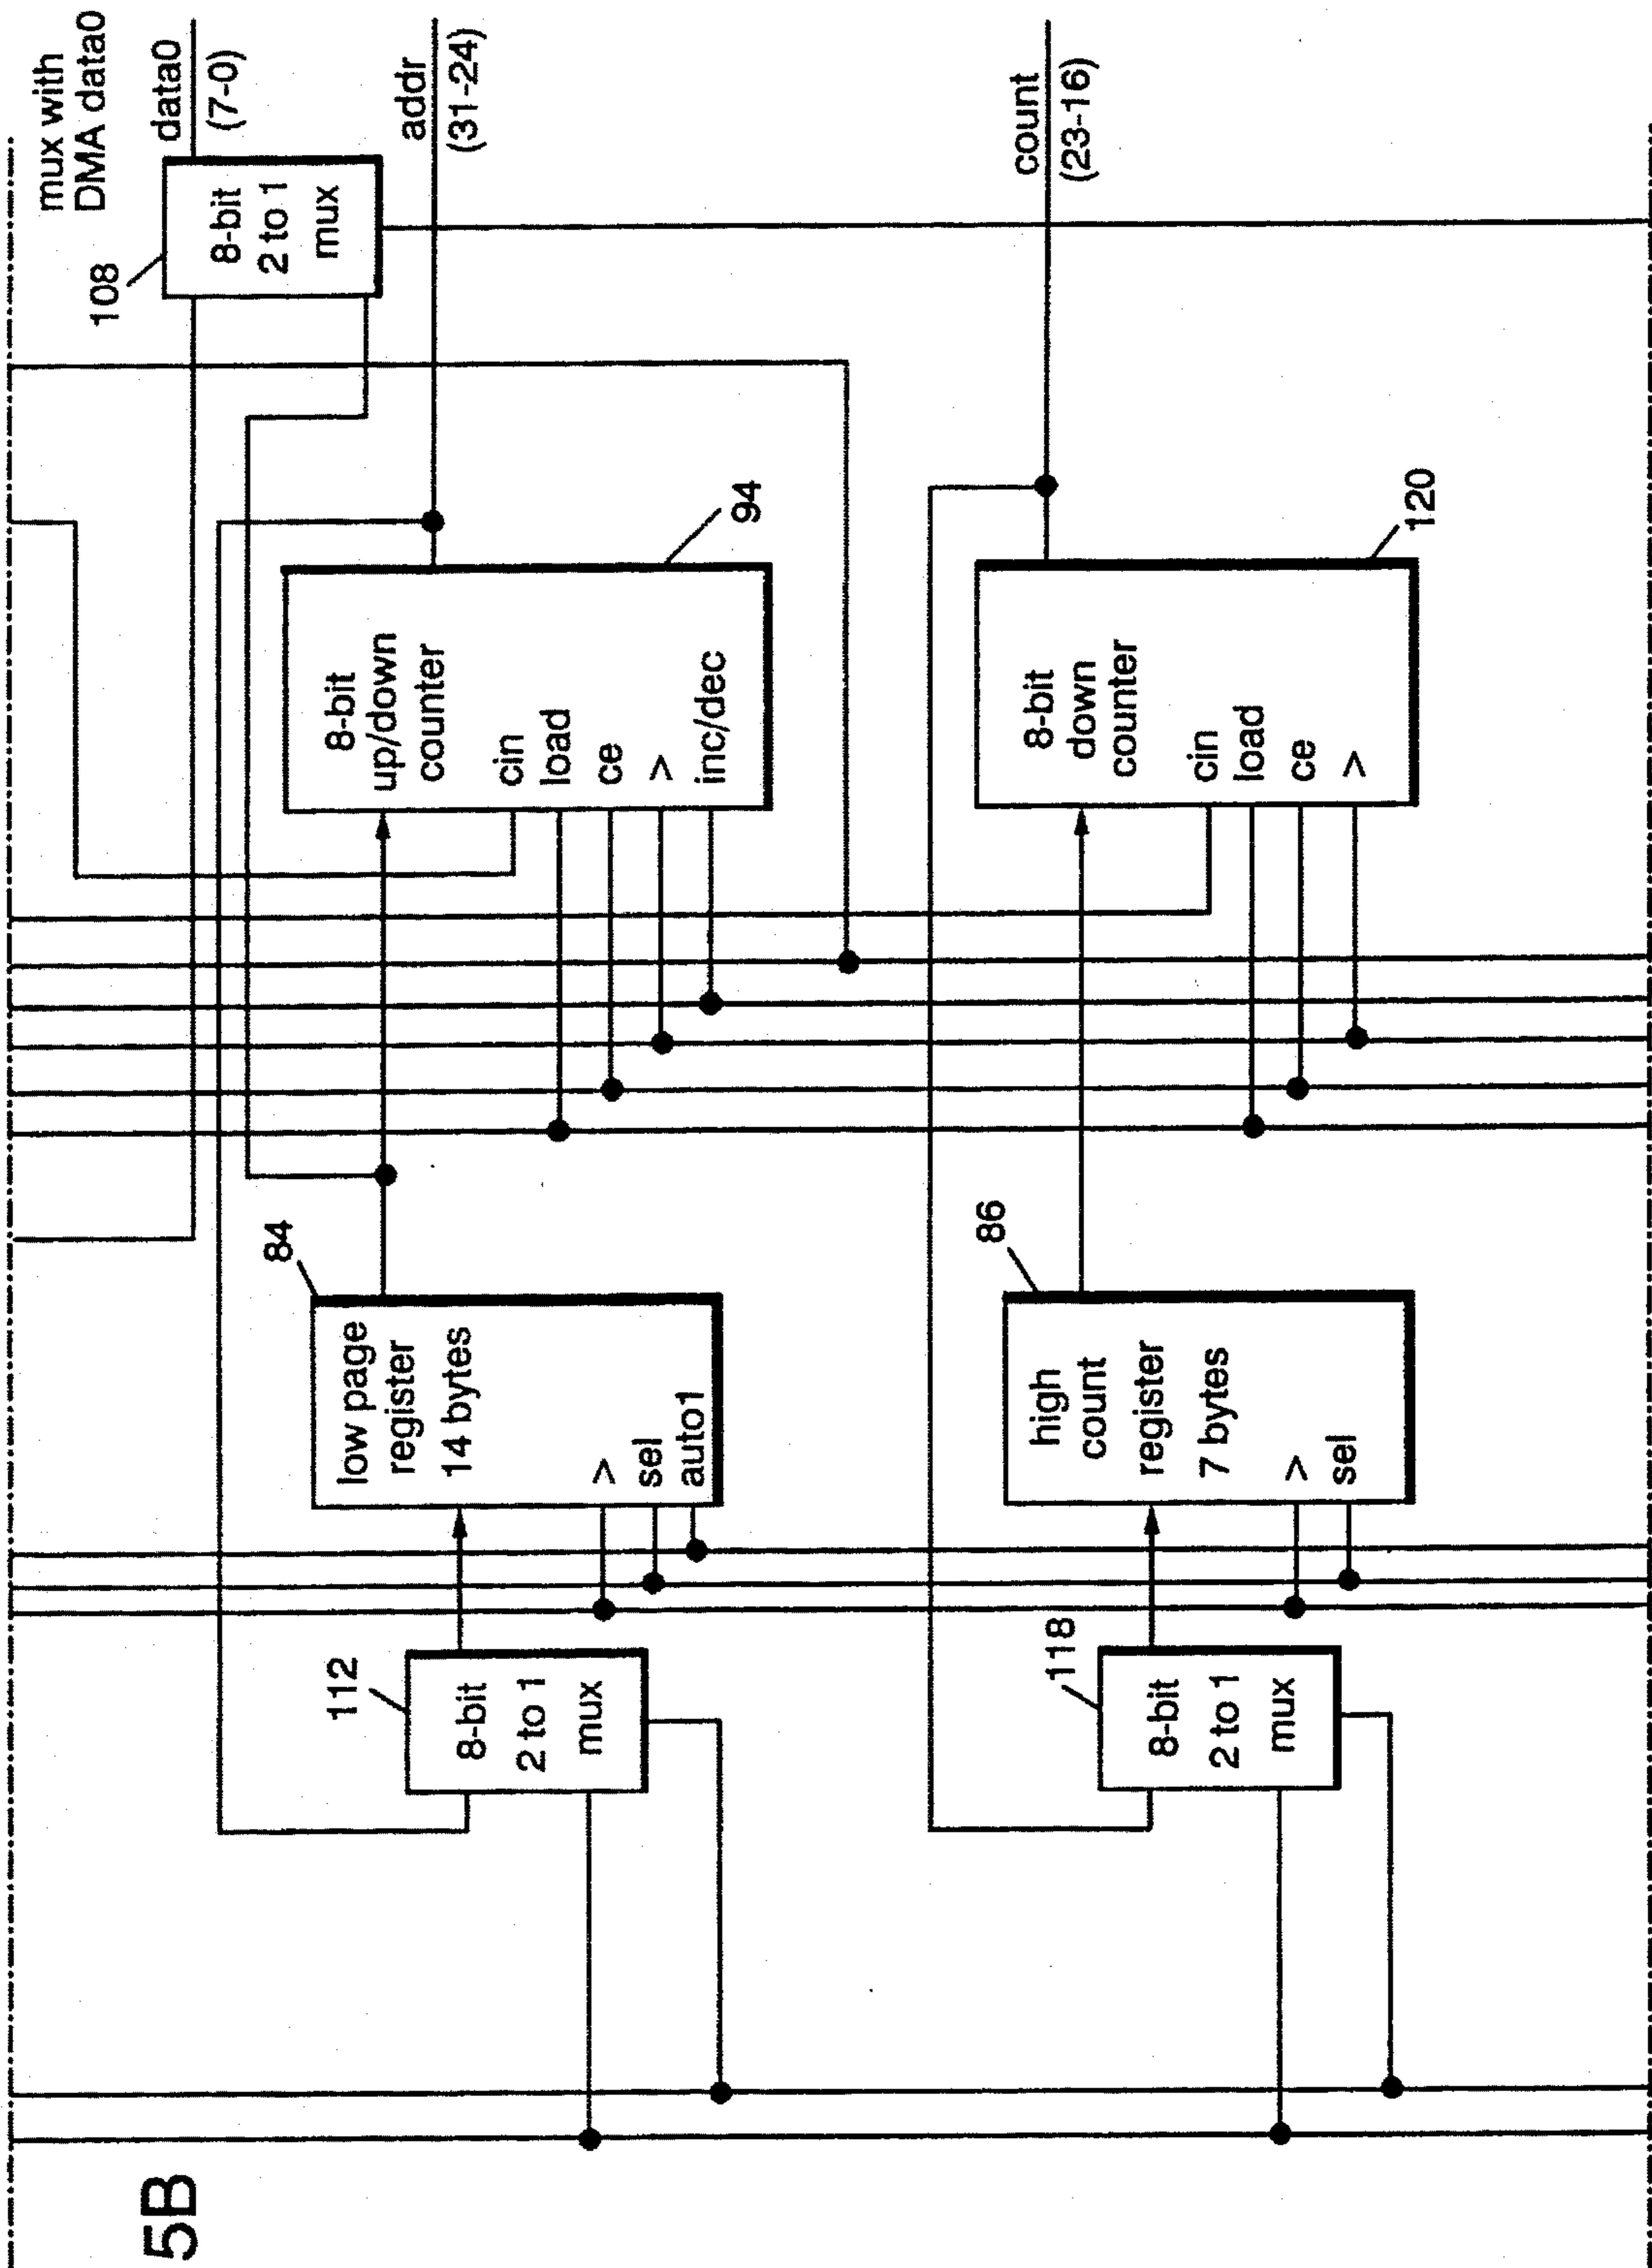 5B
mux with
DMA data0
108
8-bit
2 to 1
mux
data0
(7-0)
addr
(31-24)
112
8-bit
2 to 1
mux
84
low page
register
14 bytes
>
sel
auto1
8-bit
up/down
counter
cin
load
ce
>
inc/dec
94
118
8-bit
2 to 1
mux
86
high
count
register
7 bytes
>
sel
8-bit
down
counter
cin
load
ce
>
120
count
(23-16)